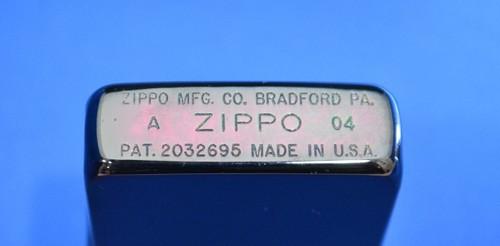 ZIPPO MFG. CO. BRADFORD PA.
A ZIPPO 04
PAT. 2032695 MADE IN U.S.A.